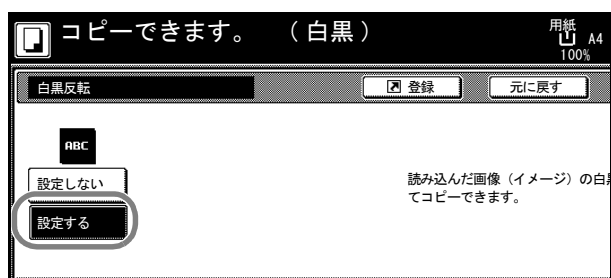 コピーできます。 （白黒） 用紙
A4
100%
白黒反転 登録 元に戻す
ABC
設定しない
設定する
読み込んだ画像（イメージ）の白
てコピーできます。